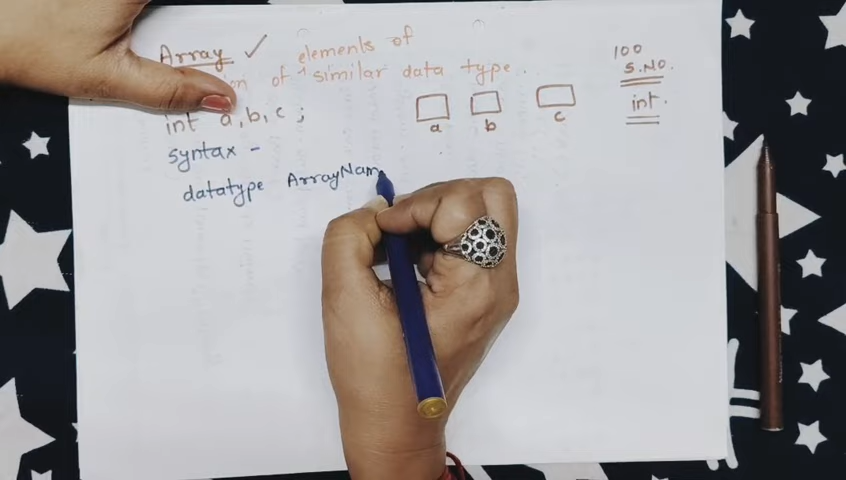 Array ✓
elements of
of similar data type.
100
S.NO.
int.
int a,b,c ;
a b c
syntax -
datatype ArrayNam